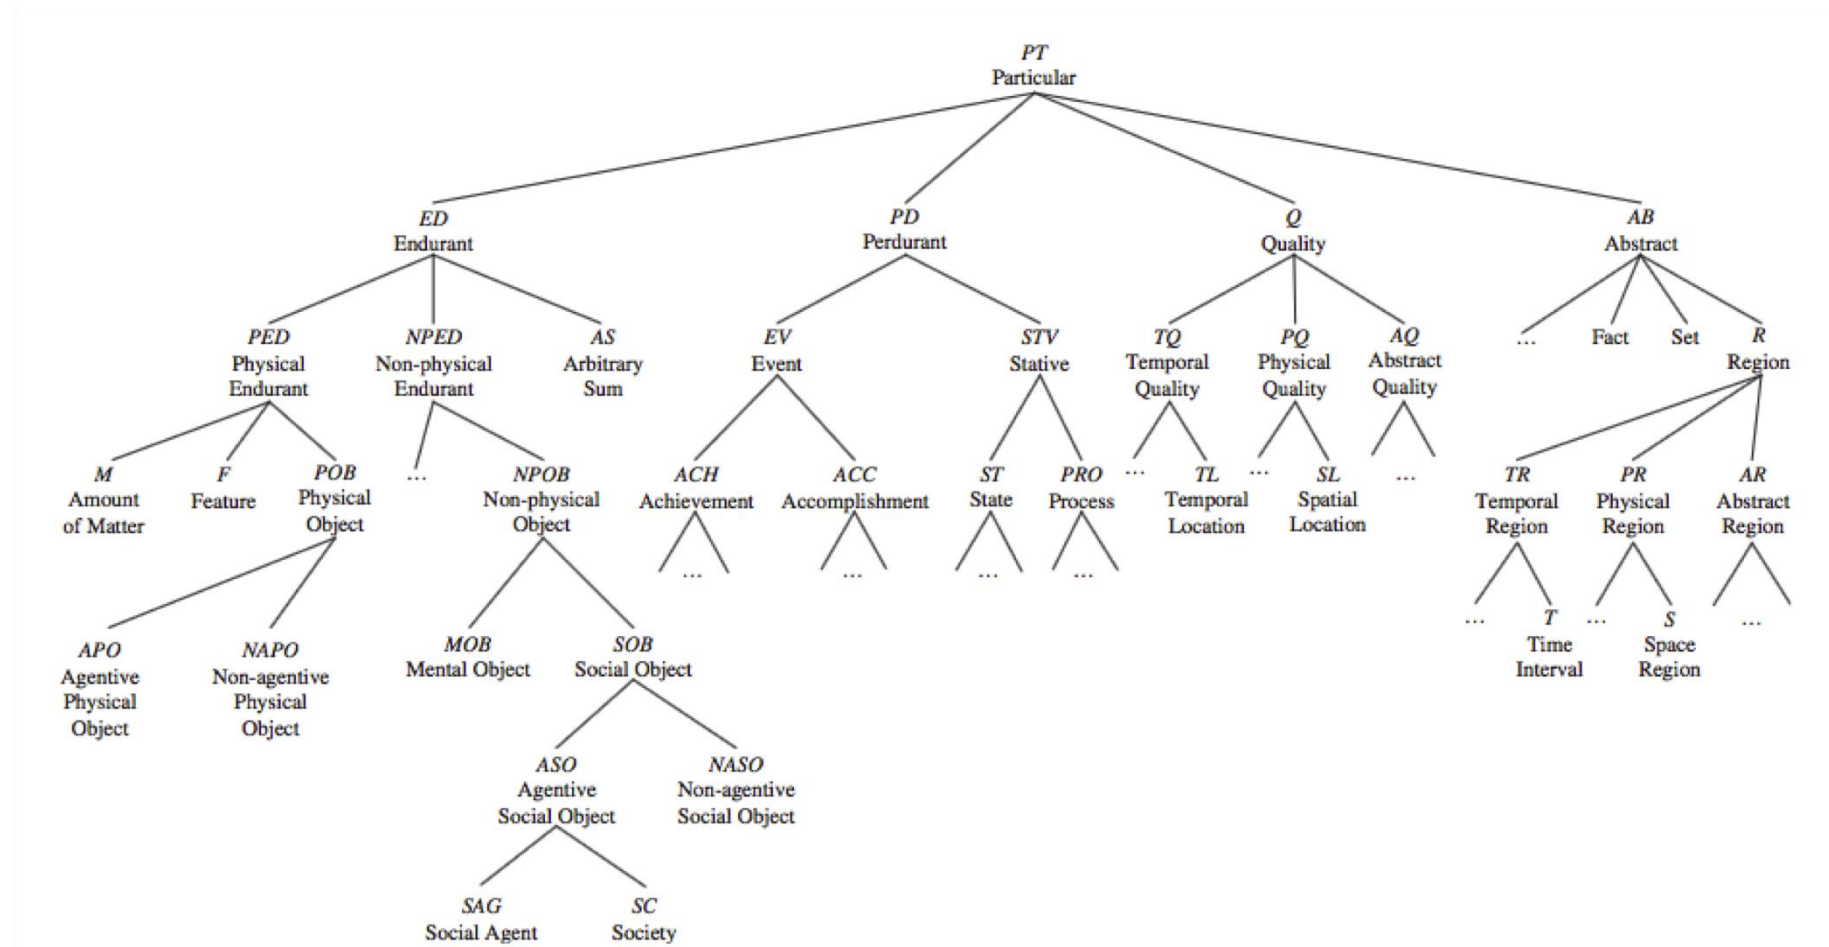 PT
Particular
ED
Endurant
PD
Perdurant
Q
Quality
AB
Abstract
PED
Physical
Endurant
NPED
Non-physical
Endurant
AS
Arbitrary
Sum
EV
Event
STV
Stative
TQ
Temporal
Quality
PQ
Physical
Quality
AQ
Abstract
Quality
...
Fact
Set
R
Region
M
Amount
of Matter
F
Feature
POB
Physical
Object
...
NPOB
Non-physical
Object
ACH
Achievement
ACC
Accomplishment
ST
State
PRO
Process
...
TL
Temporal
Location
...
SL
Spatial
Location
...
TR
Temporal
Region
PR
Physical
Region
AR
Abstract
Region
...
...
...
...
APO
Agentive
Physical
Object
NAPO
Non-agentive
Physical
Object
MOB
Mental Object
SOB
Social Object
...
T
Time
Interval
...
S
Space
Region
...
ASO
Agentive
Social Object
NASO
Non-agentive
Social Object
SAG
Social Agent
SC
Society